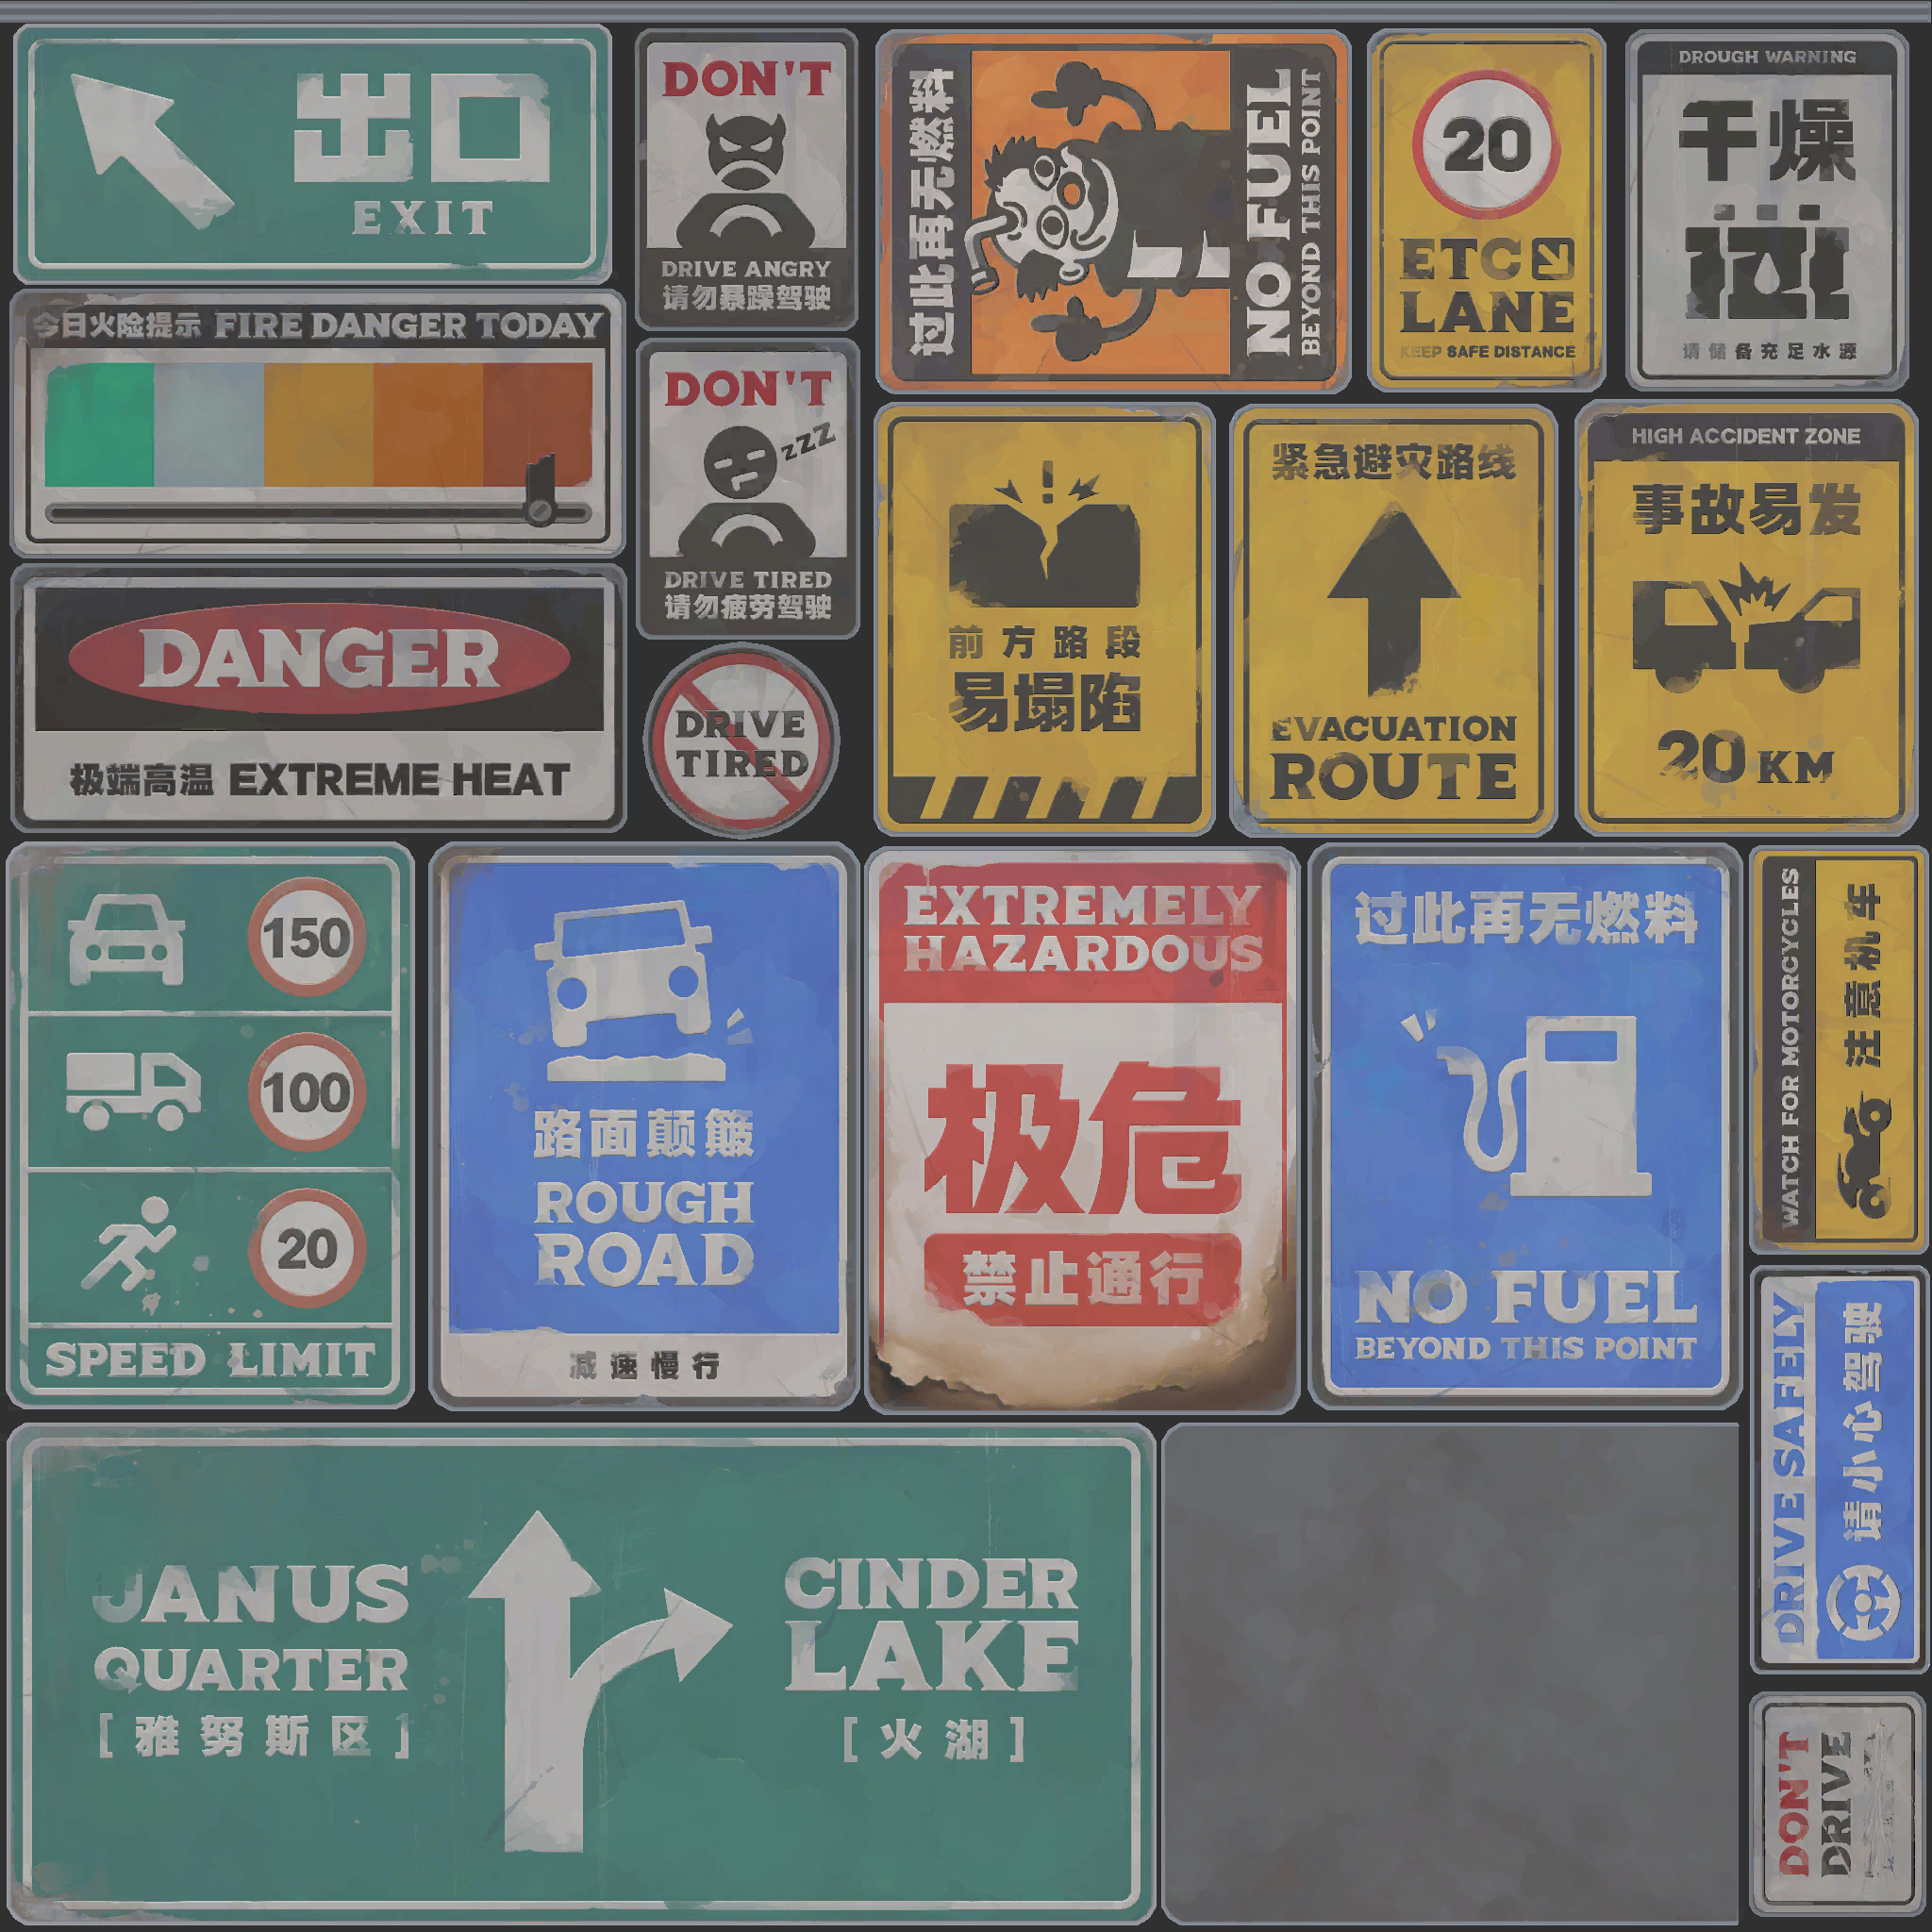 出口
EXIT
DON'T
DRIVE ANGRY
请勿暴躁驾驶
过此再无燃料
NO FUEL
BEYOND THIS POINT
20
ETC
LANE
KEEP SAFE DISTANCE
DROUGH WARNING
干燥
请储备充足水源
今日火险提示 FIRE DANGER TODAY
DON'T
zZZ
DRIVE TIRED
请勿疲劳驾驶
!
前方路段
易塌陷
紧急避灾路线
EVACUATION
ROUTE
HIGH ACCIDENT ZONE
事故易发
20 KM
DANGER
极端高温 EXTREME HEAT
DRIVE
TIRED
150
100
20
SPEED LIMIT
路面颠簸
ROUGH
ROAD
减速慢行
EXTREMELY
HAZARDOUS
极危
禁止通行
过此再无燃料
NO FUEL
BEYOND THIS POINT
WATCH FOR MOTORCYCLES
注意机车
DRIVE SAFELY
请小心驾驶
JANUS
QUARTER
[雅努斯区]
CINDER
LAKE
[火湖]
DON'T
DRIVE